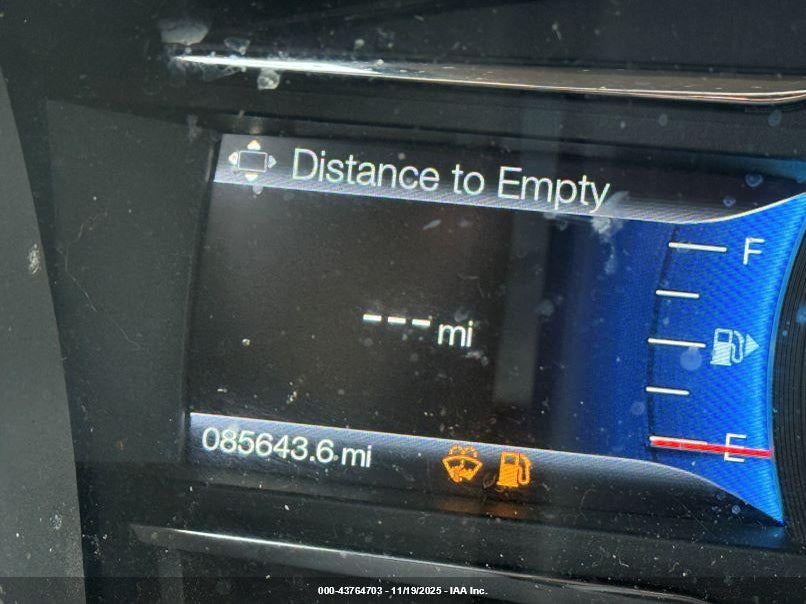 Distance to Empty
F
---mi
085643.6 mi
E
000-43764703 - 11/19/2025 - IAA Inc.